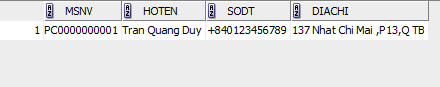 MSNV HOTEN SODT DIACHI
1 PC0000000001 Tran Quang Duy +840123456789 137 Nhat Chi Mai ,P13,Q TB